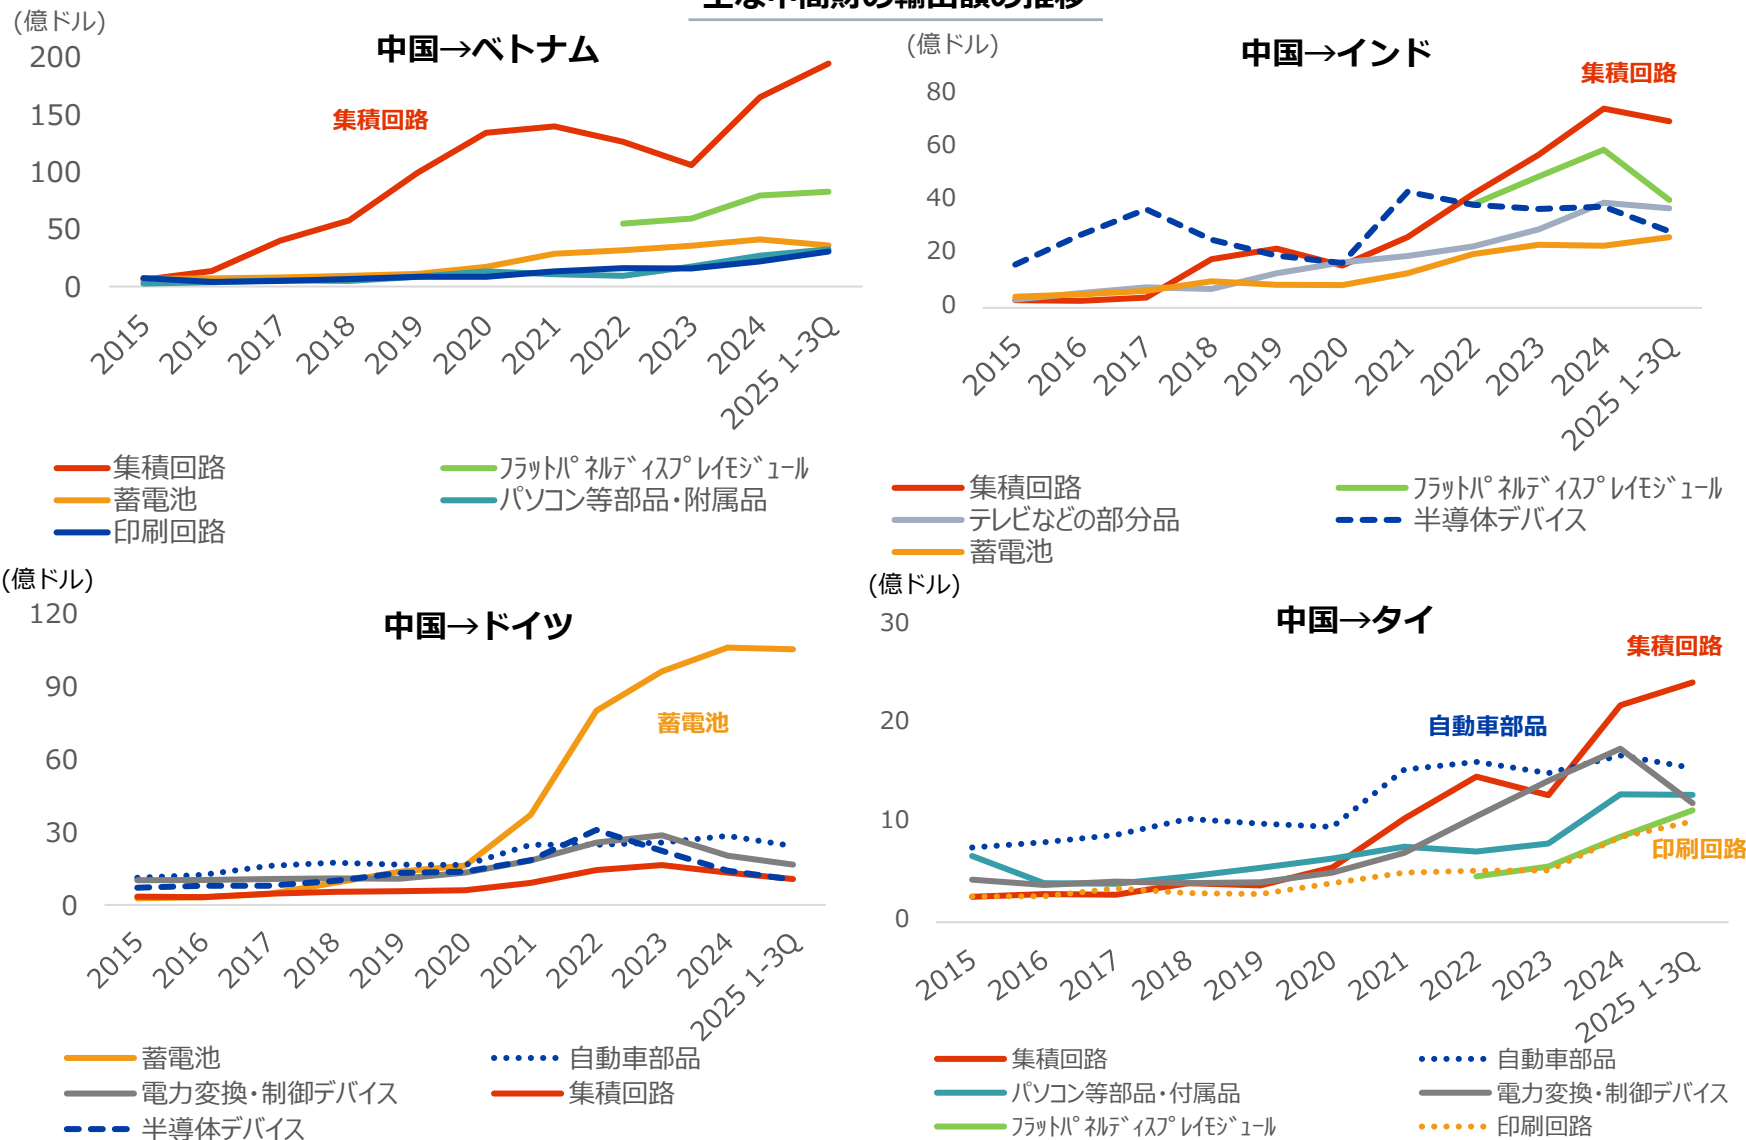 主な中間財の輸出額の推移
(億ドル)
中国→ベトナム
200
150
100
50
0
集積回路
2015
2016
2017
2018
2019
2020
2021
2022
2023
2024
2025 1-3Q
集積回路
ﾌﾗｯﾄﾊﾟﾈﾙﾃﾞｨｽﾌﾟﾚｲﾓｼﾞｭｰﾙ
蓄電池
パソコン等部品・附属品
印刷回路
(億ドル)
中国→インド
集積回路
80
60
40
20
0
2015
2016
2017
2018
2019
2020
2021
2022
2023
2024
2025 1-3Q
集積回路
ﾌﾗｯﾄﾊﾟﾈﾙﾃﾞｨｽﾌﾟﾚｲﾓｼﾞｭｰﾙ
テレビなどの部分品
半導体デバイス
蓄電池
(億ドル)
中国→ドイツ
120
90
60
30
0
蓄電池
2015
2016
2017
2018
2019
2020
2021
2022
2023
2024
2025 1-3Q
蓄電池
自動車部品
電力変換・制御デバイス
集積回路
半導体デバイス
(億ドル)
中国→タイ
30
20
10
0
集積回路
自動車部品
印刷回路
2015
2016
2017
2018
2019
2020
2021
2022
2023
2024
2025 1-3Q
集積回路
自動車部品
パソコン等部品・付属品
電力変換・制御デバイス
ﾌﾗｯﾄﾊﾟﾈﾙﾃﾞｨｽﾌﾟﾚｲﾓｼﾞｭｰﾙ
印刷回路